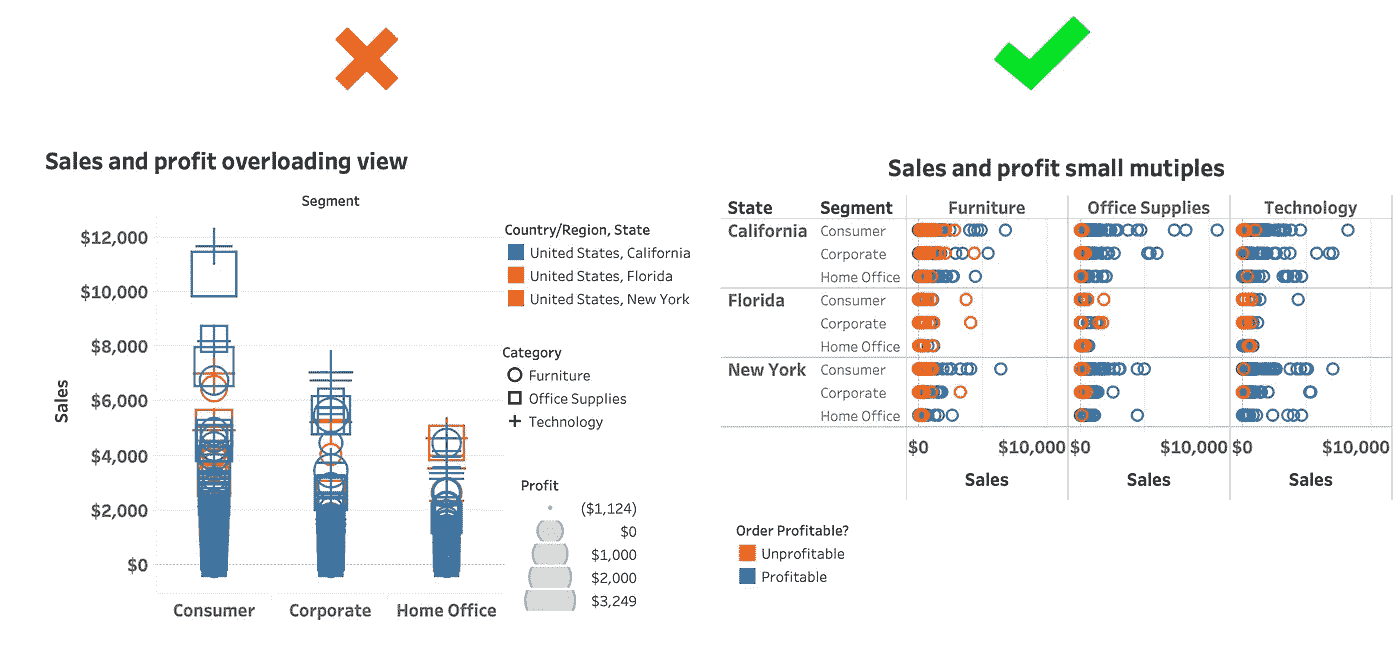 Sales and profit overloading view
Segment
Sales
$12,000
$10,000
$8,000
$6,000
$4,000
$2,000
$0
Consumer Corporate Home Office
Country/Region, State
United States, California
United States, Florida
United States, New York
Category
Furniture
Office Supplies
Technology
Profit
($1,124)
$0
$1,000
$2,000
$3,249
Sales and profit small mutiples
State Segment Furniture Office Supplies Technology
California Consumer
Corporate
Home Office
Florida Consumer
Corporate
Home Office
New York Consumer
Corporate
Home Office
$0 $10,000 $0 $10,000 $0 $10,000
Sales Sales Sales
Order Profitable?
Unprofitable
Profitable